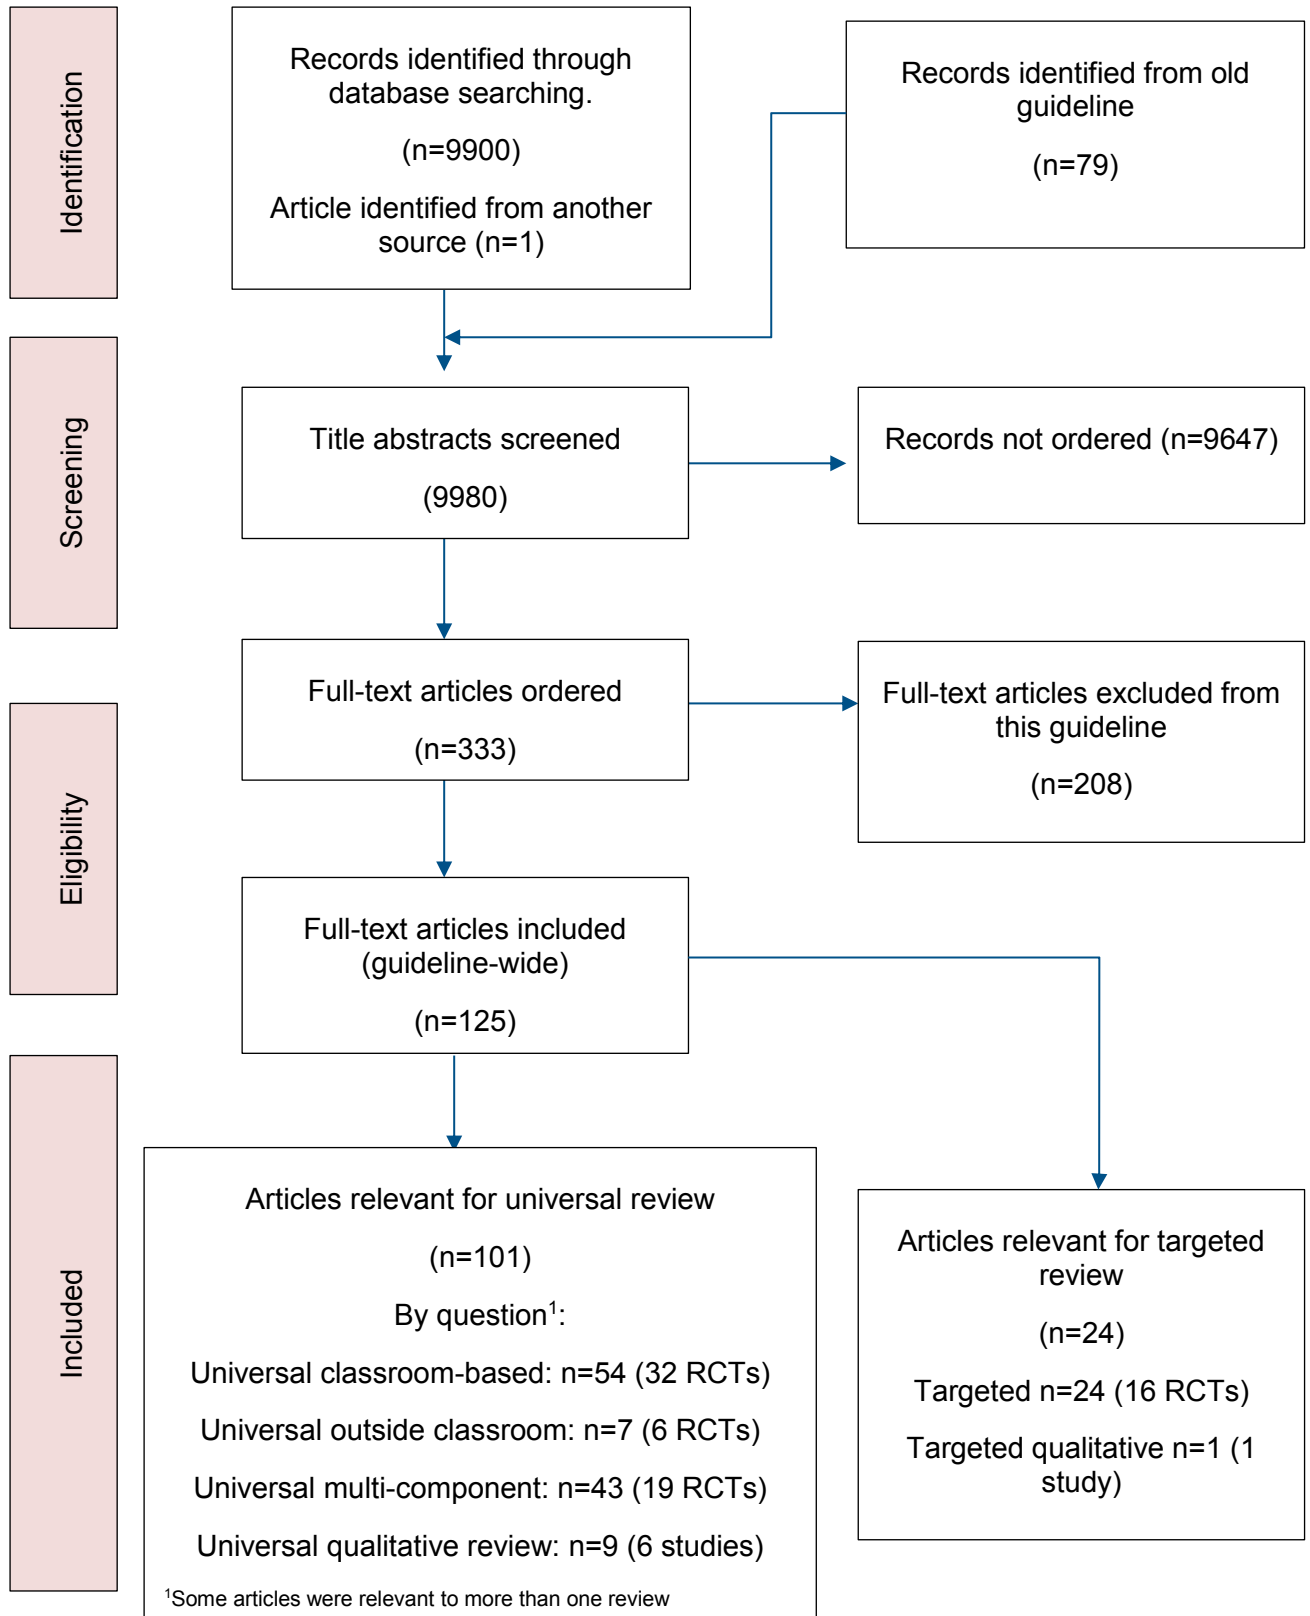 Identification
Records identified through
database searching.
(n=9900)
Article identified from another
source (n=1)
Records identified from old
guideline
(n=79)
Screening
Title abstracts screened
(9980)
Records not ordered (n=9647)
Full-text articles ordered
(n=333)
Full-text articles excluded from
this guideline
(n=208)
Eligibility
Full-text articles included
(guideline-wide)
(n=125)
Included
Articles relevant for universal review
(n=101)
By question¹:
Universal classroom-based: n=54 (32 RCTs)
Universal outside classroom: n=7 (6 RCTs)
Universal multi-component: n=43 (19 RCTs)
Universal qualitative review: n=9 (6 studies)
¹Some articles were relevant to more than one review
Articles relevant for targeted
review
(n=24)
Targeted n=24 (16 RCTs)
Targeted qualitative n=1 (1
study)